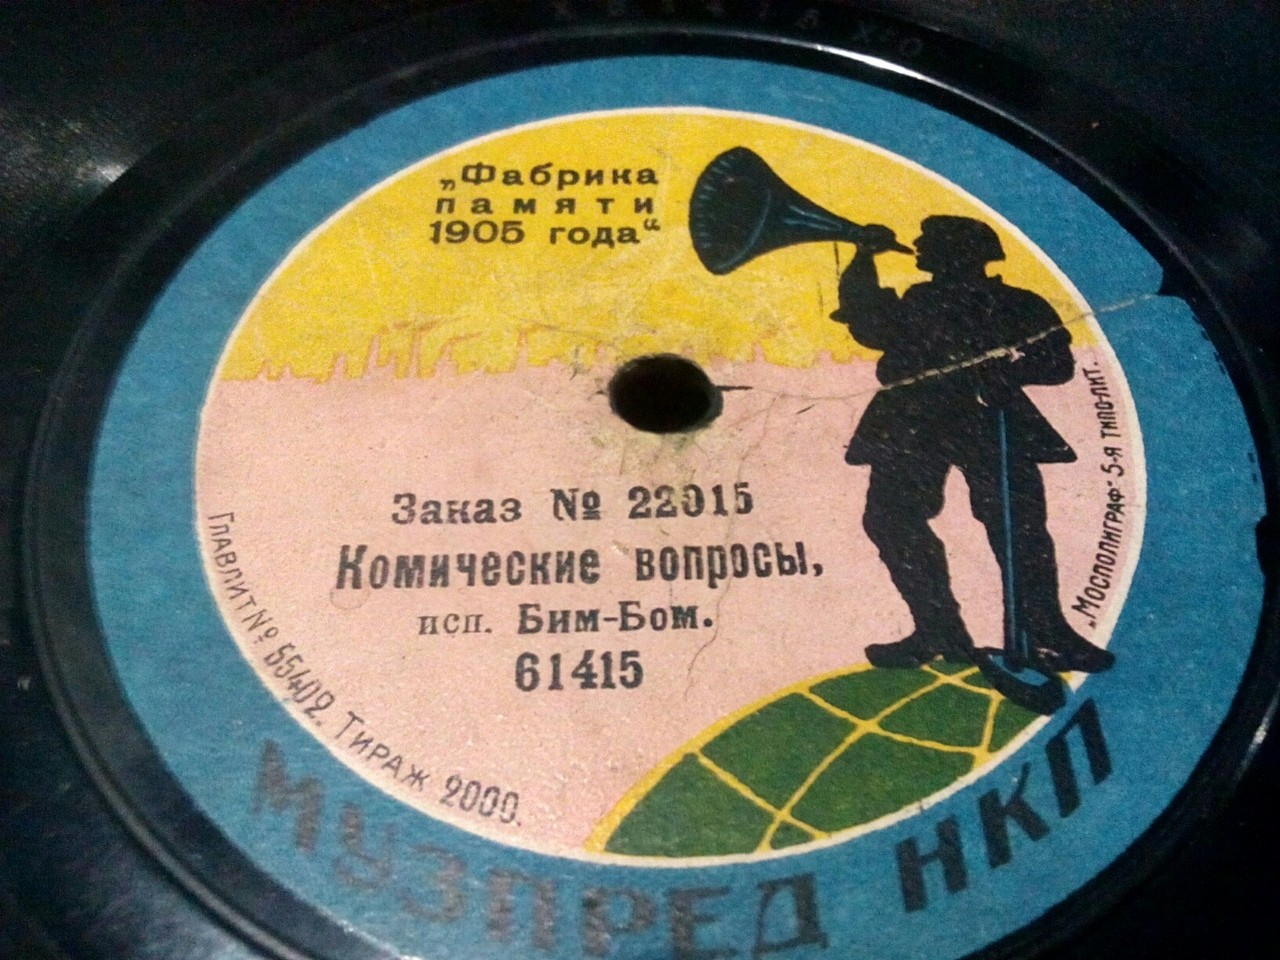 „Фабрика
памяти
1905 года“
Заказ № 22015
Комические вопросы,
исп. Бим-Бом.
61415
Главлит № 55402. Тираж 2000.
„Мосполиграф“ 5-я типо-лит.
МУЗПРЕД НКП